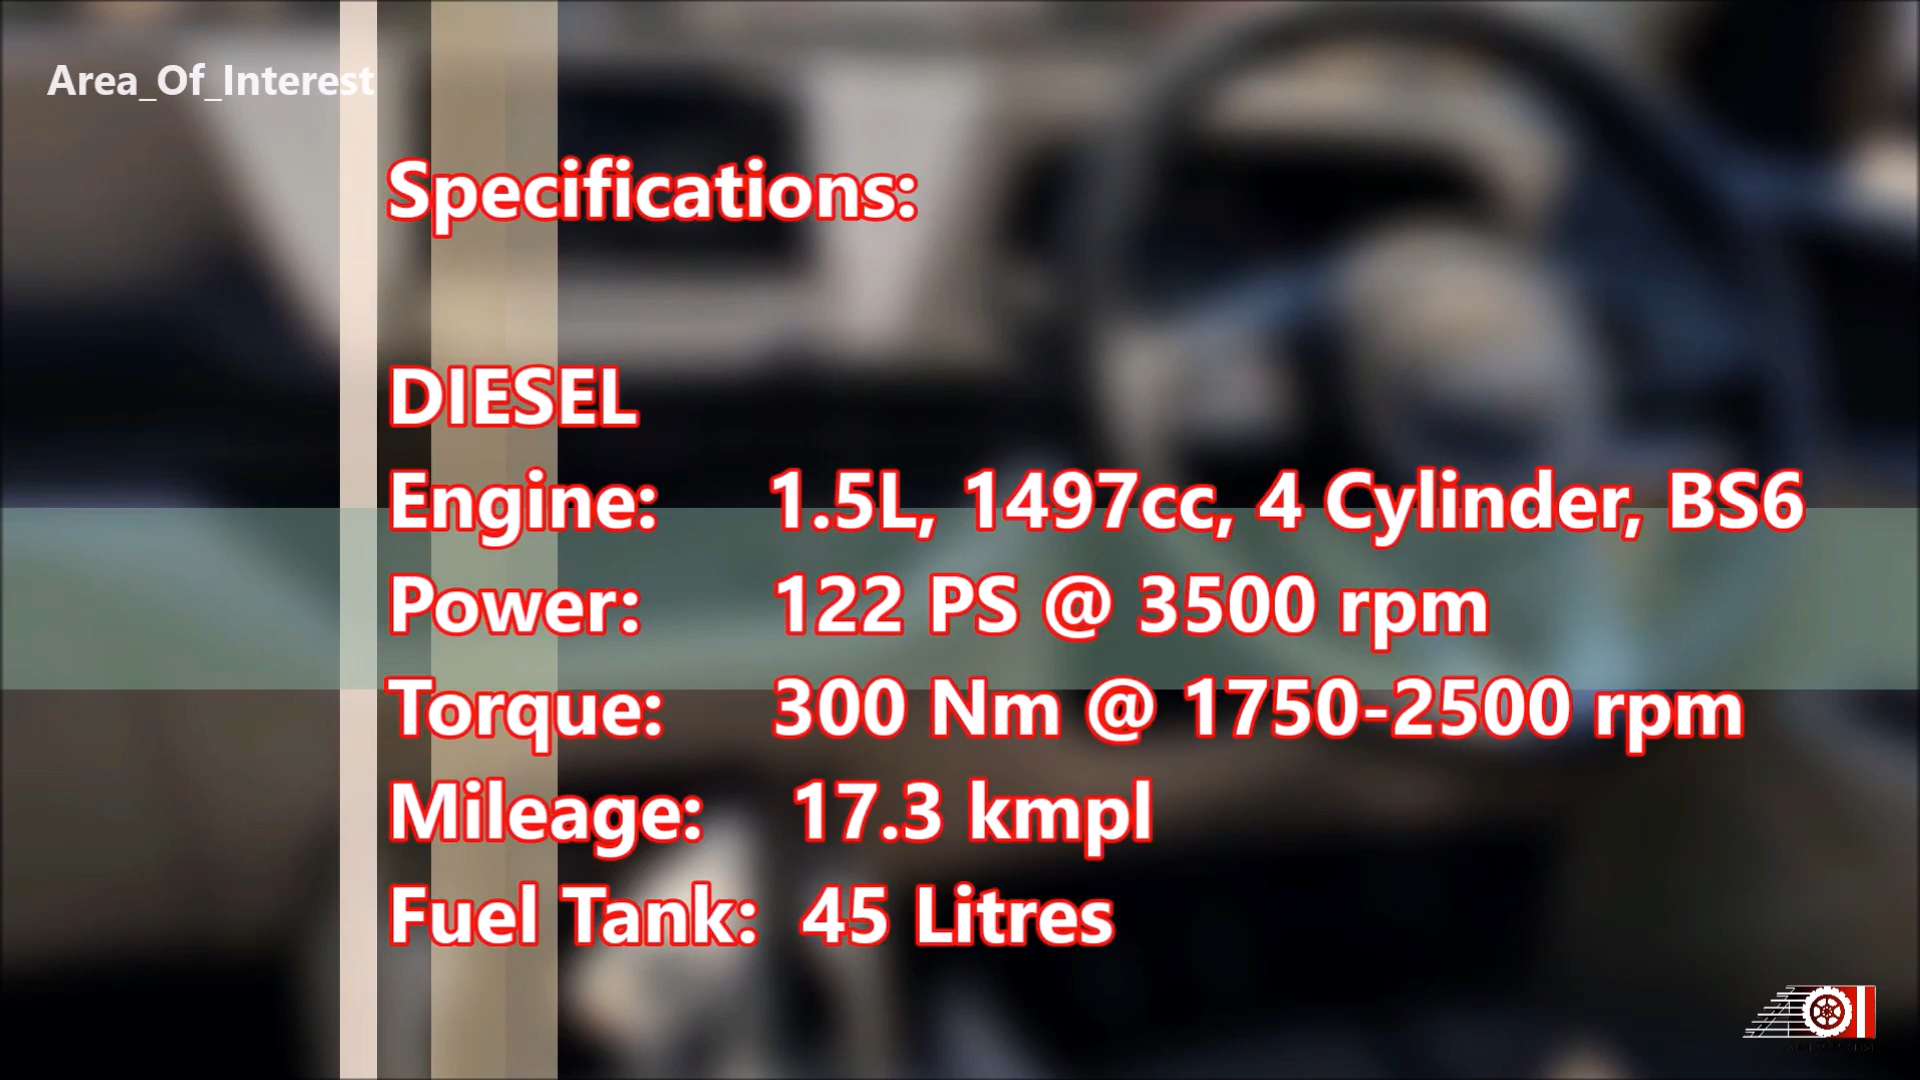 Area_Of_Interest
Specifications:
DIESEL
Engine: 1.5L, 1497cc, 4 Cylinder, BS6
Power: 122 PS @ 3500 rpm
Torque: 300 Nm @ 1750-2500 rpm
Mileage: 17.3 kmpl
Fuel Tank: 45 Litres